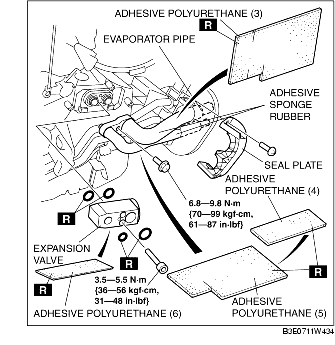 ADHESIVE POLYURETHANE (3)
R
EVAPORATOR PIPE
ADHESIVE
SPONGE
RUBBER
SEAL PLATE
ADHESIVE
POLYURETHANE (4)
6.8—9.8 N·m
{70—99 kgf·cm,
61—87 in·lbf}
R
EXPANSION
VALVE
R
R
R
3.5—5.5 N·m
{36—56 kgf·cm,
31—48 in·lbf}
ADHESIVE
POLYURETHANE (5)
ADHESIVE POLYURETHANE (6)
B3E0711W434